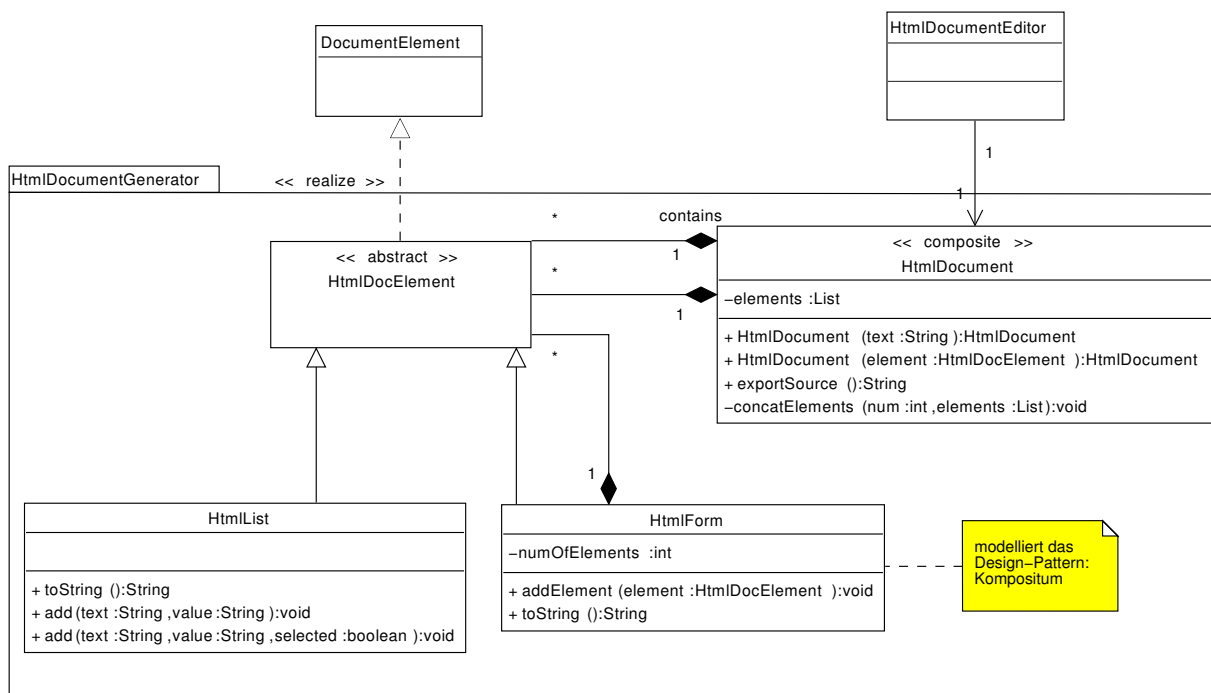 DocumentElement
HtmlDocumentEditor
1
1
HtmlDocumentGenerator
<< realize >>
* contains
1
<< abstract >>
HtmlDocElement
*
1
*
<< composite >>
HtmlDocument
−elements :List
+ HtmlDocument (text :String ):HtmlDocument
+ HtmlDocument (element :HtmlDocElement ):HtmlDocument
+ exportSource ():String
−concatElements (num :int ,elements :List):void
1
HtmlList
+ toString ():String
+ add (text :String ,value :String ):void
+ add (text :String ,value :String ,selected :boolean ):void
HtmlForm
−numOfElements :int
+ addElement (element :HtmlDocElement ):void
+ toString ():String
modelliert das
Design−Pattern:
Kompositum